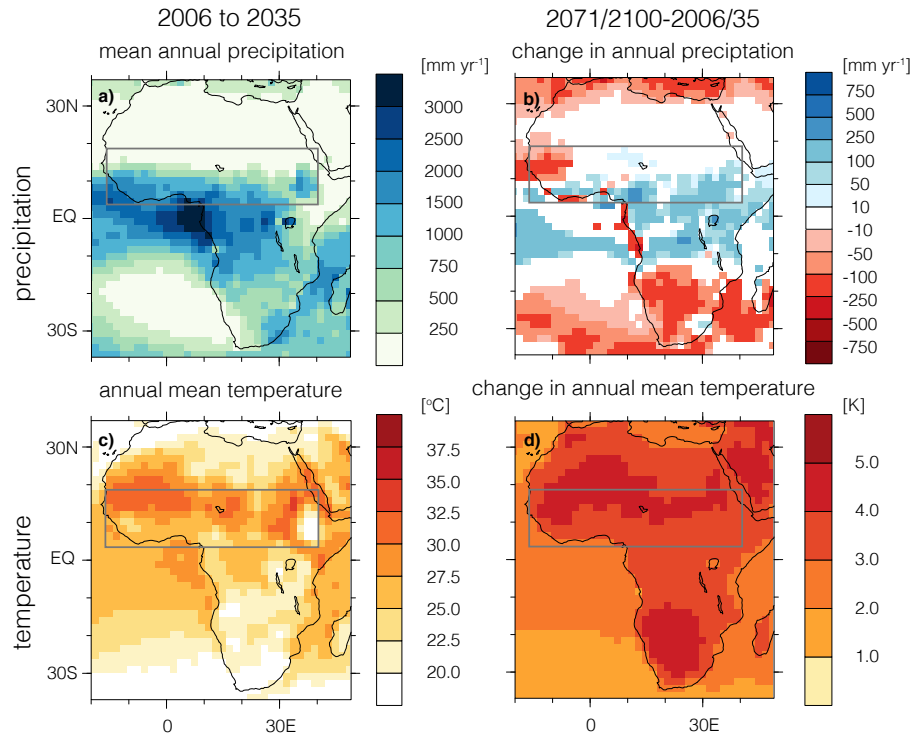 2006 to 2035
2071/2100-2006/35
mean annual precipitation
change in annual precipitation
[mm yr⁻¹]
[mm yr⁻¹]
precipitation
a)
30N
EQ
30S
3000
2500
2000
1500
1000
750
500
250
b)
750
500
250
100
50
10
-10
-50
-100
-250
-500
-750
annual mean temperature
change in annual mean temperature
[°C]
[K]
temperature
c)
30N
EQ
30S
0
30E
37.5
35.0
32.5
30.0
27.5
25.0
22.5
20.0
d)
0
30E
5.0
4.0
3.0
2.0
1.0